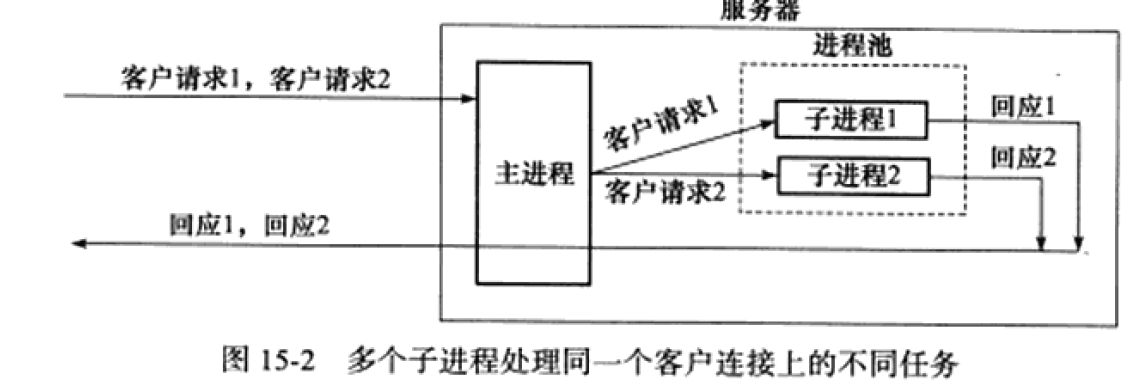 服务器
进程池
客户请求1，客户请求2
客户请求1
子进程1
回应1
主进程
客户请求2
子进程2
回应2
回应1，回应2
图 15-2 多个子进程处理同一个客户连接上的不同任务